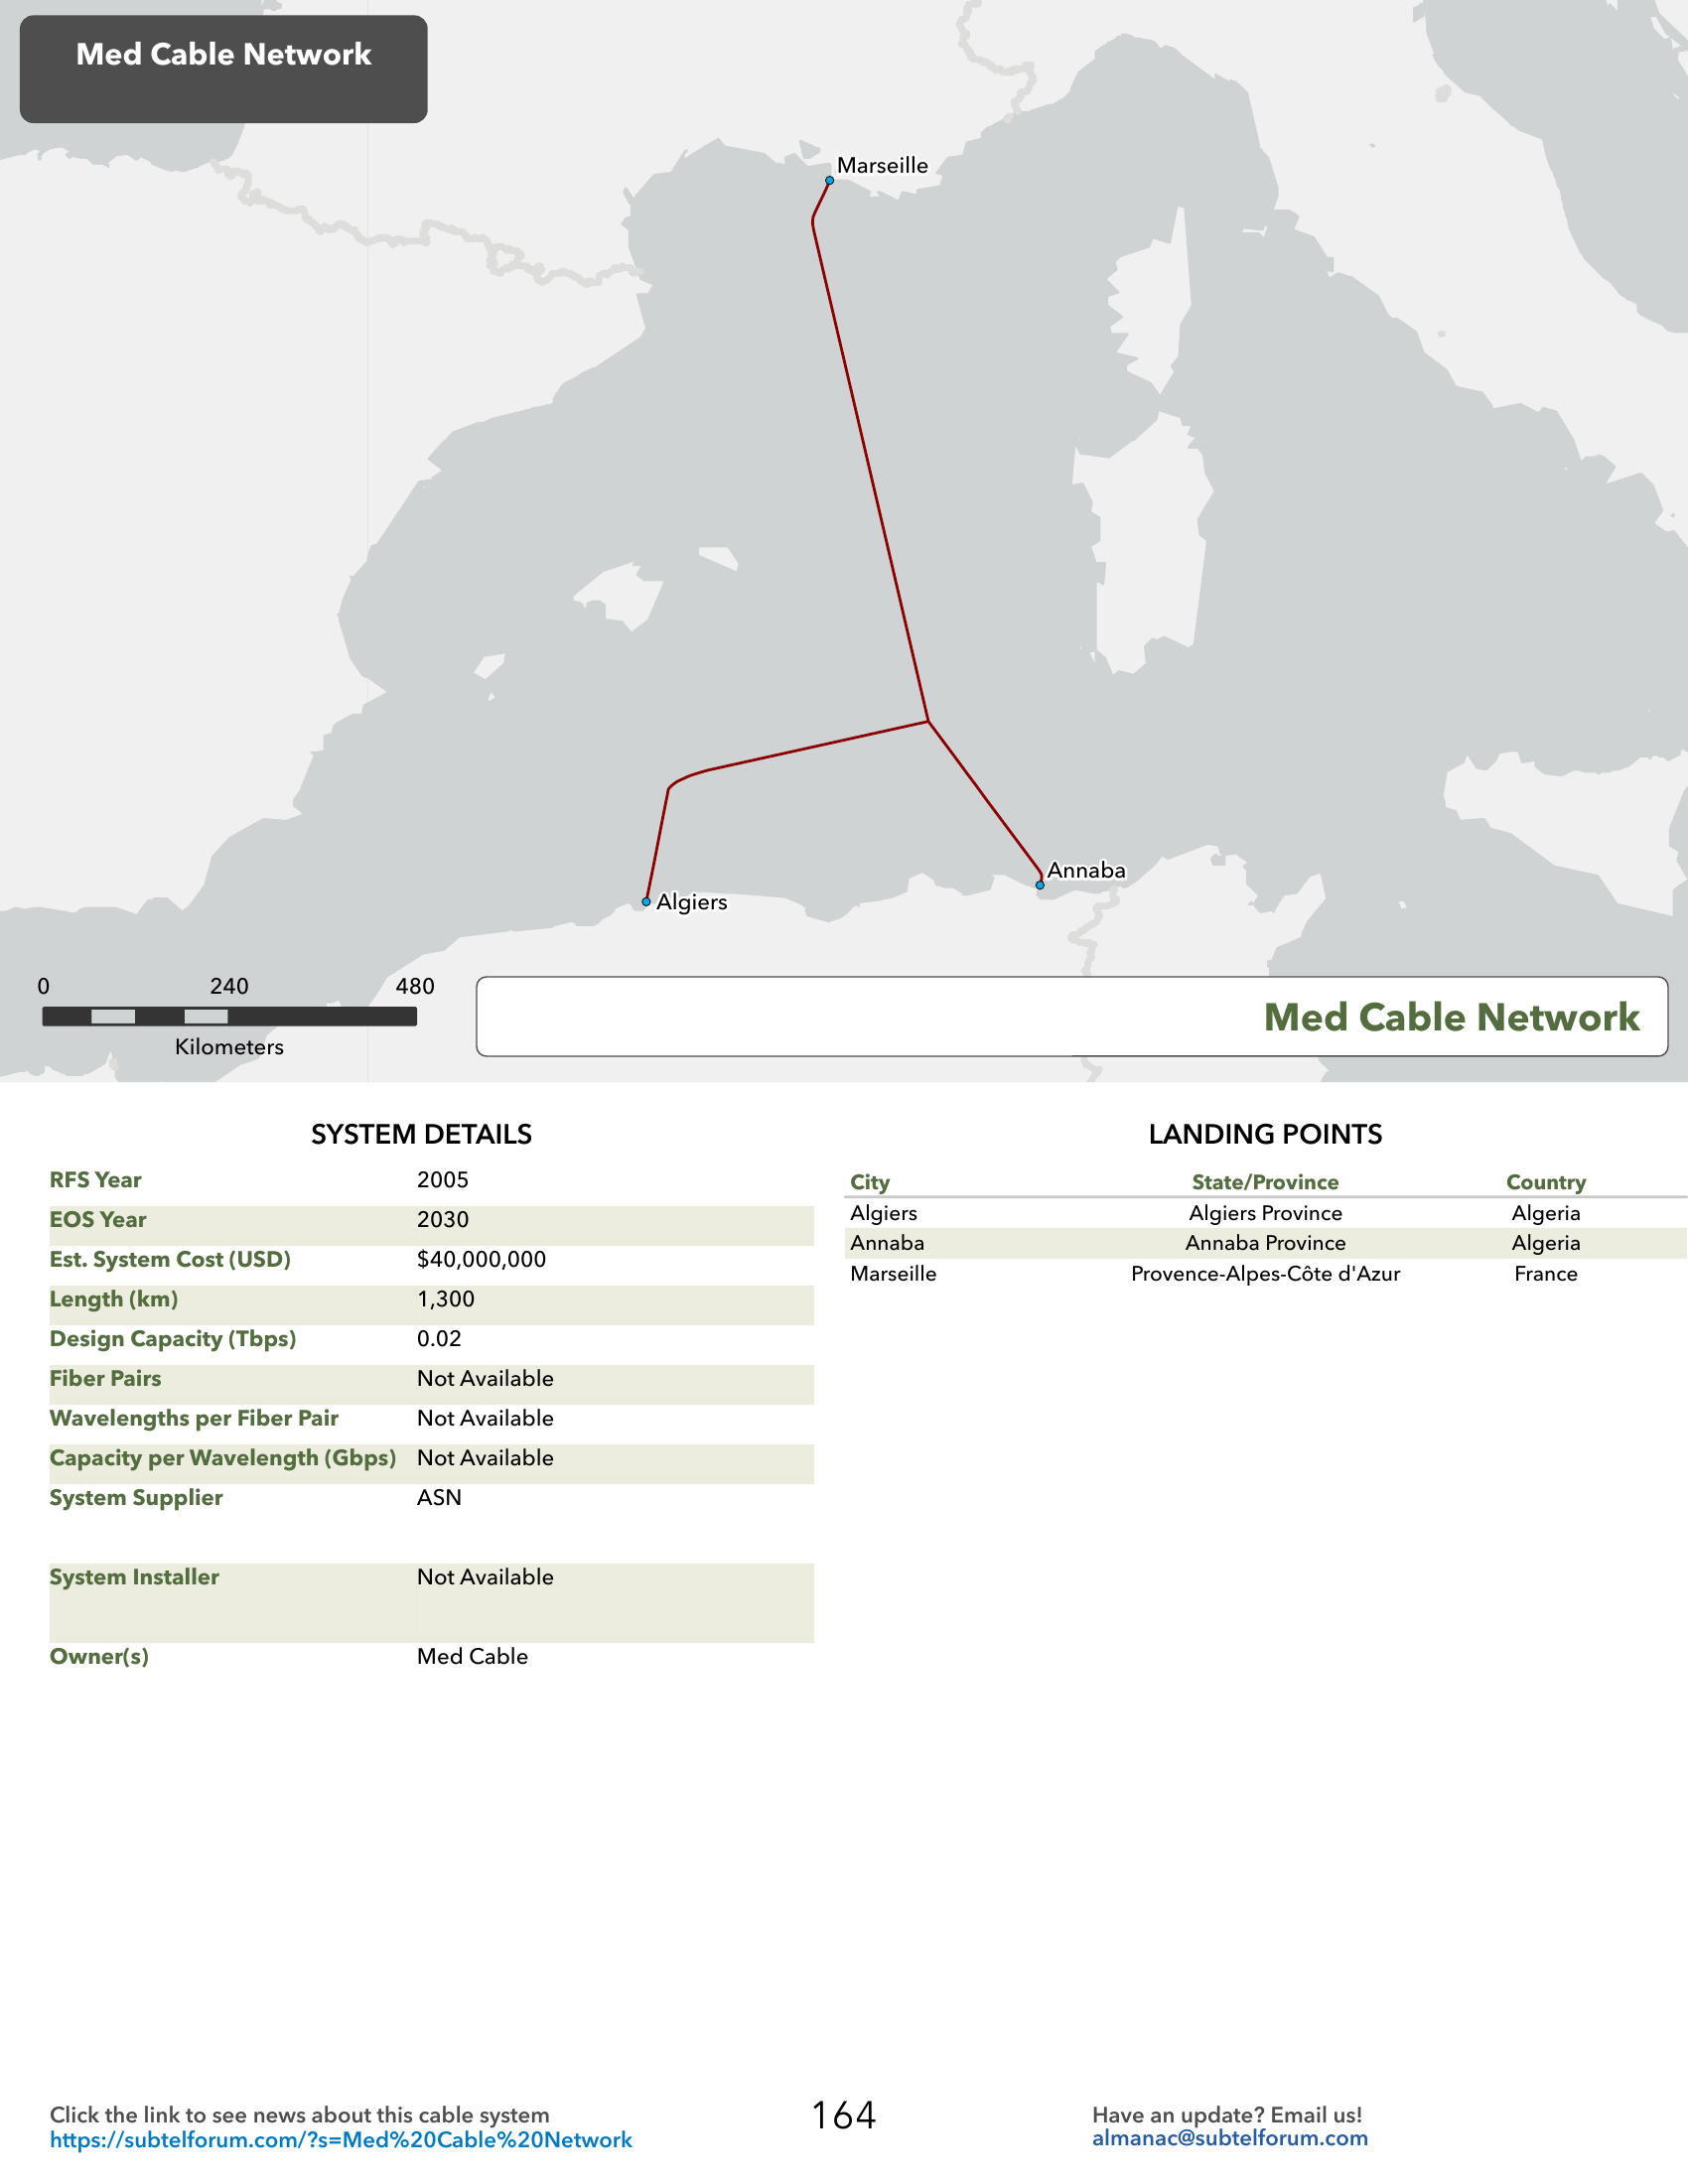 Med Cable Network
Marseille
Annaba
Algiers
0 240 480
Kilometers
Med Cable Network
SYSTEM DETAILS
RFS Year 2005
EOS Year 2030
Est. System Cost (USD) $40,000,000
Length (km) 1,300
Design Capacity (Tbps) 0.02
Fiber Pairs Not Available
Wavelengths per Fiber Pair Not Available
Capacity per Wavelength (Gbps) Not Available
System Supplier ASN
System Installer Not Available
Owner(s) Med Cable
LANDING POINTS
City State/Province Country
Algiers Algiers Province Algeria
Annaba Annaba Province Algeria
Marseille Provence-Alpes-Côte d'Azur France
Click the link to see news about this cable system
https://subtelforum.com/?s=Med%20Cable%20Network
164
Have an update? Email us!
almanac@subtelforum.com